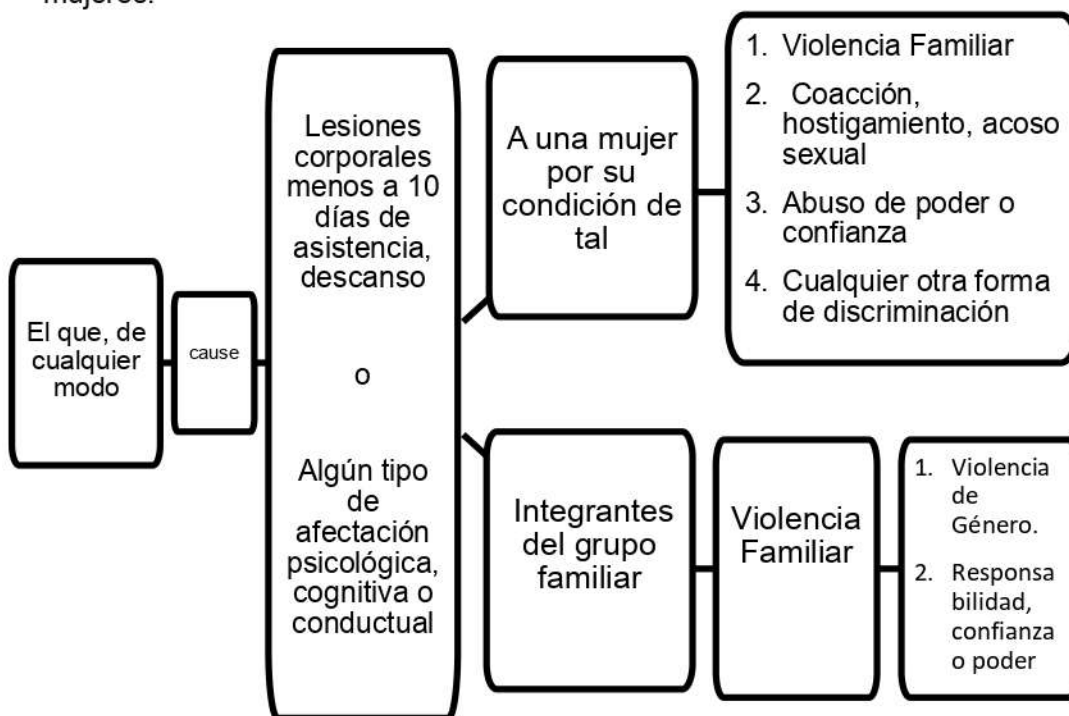 mujeres.
El que, de
cualquier
modo
cause
Lesiones
corporales
menos a 10
días de
asistencia,
descanso
o
Algún tipo
de
afectación
psicológica,
cognitiva o
conductual
A una mujer
por su
condición de
tal
1. Violencia Familiar
2. Coacción,
hostigamiento, acoso
sexual
3. Abuso de poder o
confianza
4. Cualquier otra forma
de discriminación
Integrantes
del grupo
familiar
Violencia
Familiar
1. Violencia
de
Género.
2. Responsa
bilidad,
confianza
o poder